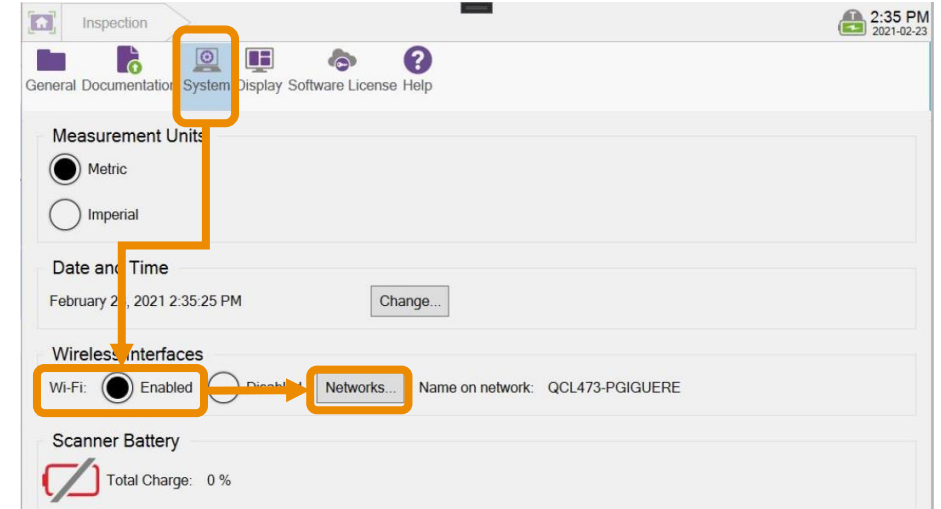 Inspection
T
2:35 PM
2021-02-23
General Documentation System Display Software License Help
Measurement Units
Metric
Imperial
Date and Time
February 2, 2021 2:35:25 PM Change...
Wireless Interfaces
Wi-Fi: Enabled Disabled Networks... Name on network: QCL473-PGIGUERE
Scanner Battery
Total Charge: 0 %